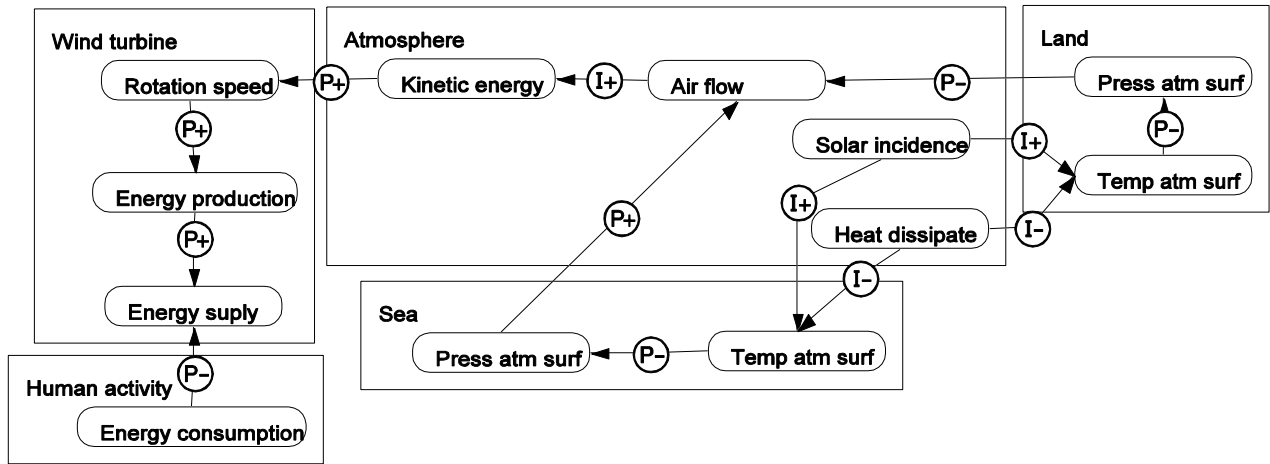 Wind turbine
Rotation speed
P+
Energy production
P+
Energy suply
Human activity
P-
Energy consumption
Atmosphere
P+
Kinetic energy
I+
Air flow
P-
Solar incidence
I+
I+
Heat dissipate
I-
I-
P+
Land
Press atm surf
P-
Temp atm surf
Sea
Press atm surf
P-
Temp atm surf